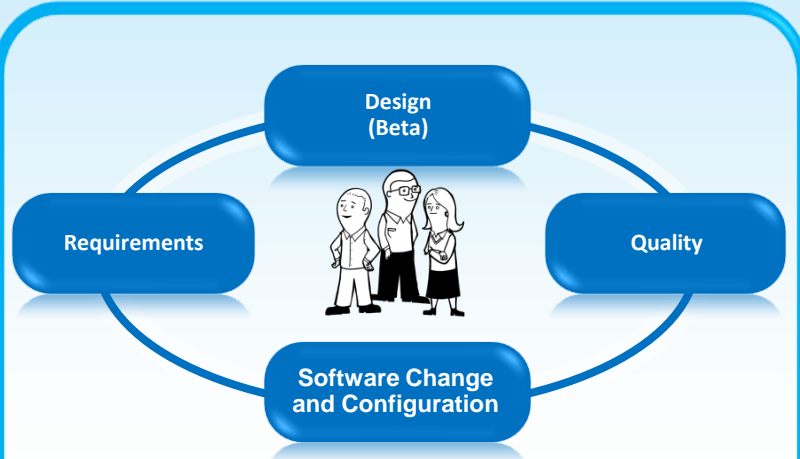 Design
(Beta)
Requirements
Quality
Software Change
and Configuration